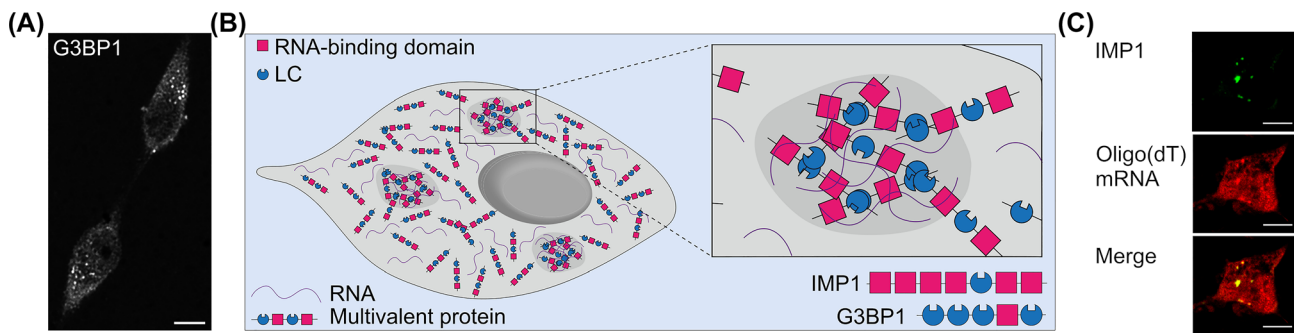 (A)
G3BP1
(B)
RNA-binding domain
LC
RNA
Multivalent protein
IMP1
G3BP1
(C)
IMP1
Oligo(dT)
mRNA
Merge